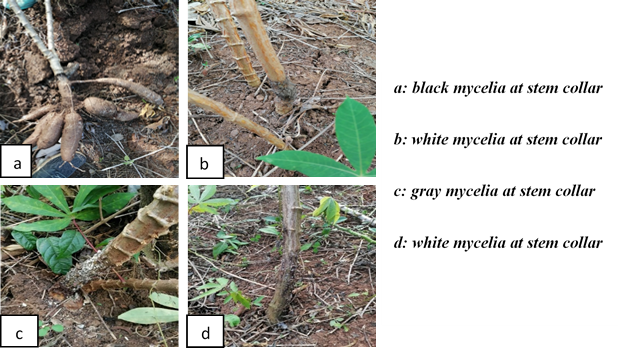 a
b
c
d
a: black mycelia at stem collar
b: white mycelia at stem collar
c: gray mycelia at stem collar
d: white mycelia at stem collar